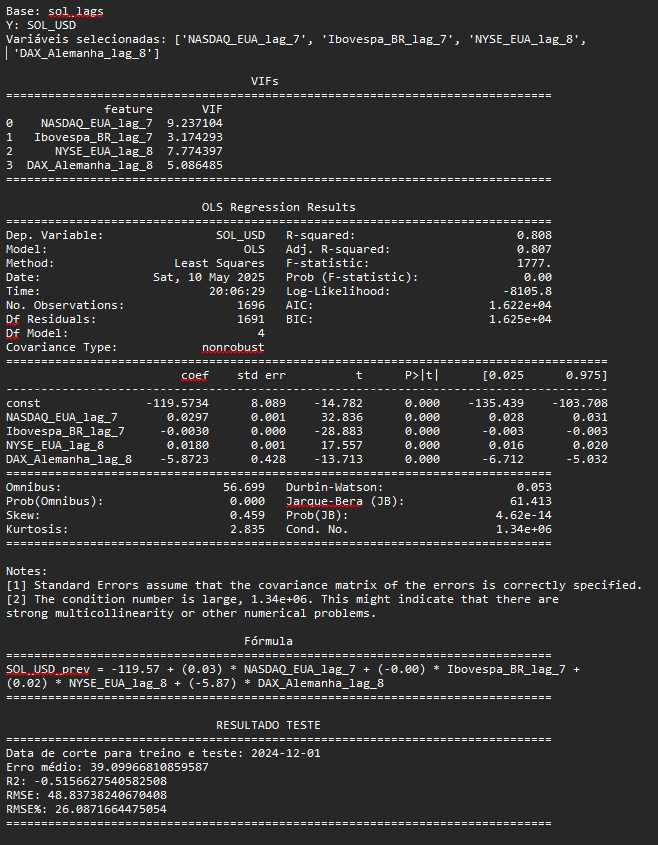 Base: sol_lags
Y: SOL_USD
Variáveis selecionadas: ['NASDAQ_EUA_lag_7', 'Ibovespa_BR_lag_7', 'NYSE_EUA_lag_8',
'DAX_Alemanha_lag_8']
VIFs
==============================================================================
feature VIF
0 NASDAQ_EUA_lag_7 9.237104
1 Ibovespa_BR_lag_7 3.174293
2 NYSE_EUA_lag_8 7.774397
3 DAX_Alemanha_lag_8 5.086485
==============================================================================
OLS Regression Results
==============================================================================
Dep. Variable: SOL_USD R-squared: 0.808
Model: OLS Adj. R-squared: 0.807
Method: Least Squares F-statistic: 1777.
Date: Sat, 10 May 2025 Prob (F-statistic): 0.00
Time: 20:06:29 Log-Likelihood: -8105.8
No. Observations: 1696 AIC: 1.622e+04
Df Residuals: 1691 BIC: 1.625e+04
Df Model: 4
Covariance Type: nonrobust
======================================================================================
coef std err t P>|t| [0.025 0.975]
--------------------------------------------------------------------------------------
const -119.5734 8.089 -14.782 0.000 -135.439 -103.708
NASDAQ_EUA_lag_7 0.0297 0.001 32.836 0.000 0.028 0.031
Ibovespa_BR_lag_7 -0.0030 0.000 -28.883 0.000 -0.003 -0.003
NYSE_EUA_lag_8 0.0180 0.001 17.557 0.000 0.016 0.020
DAX_Alemanha_lag_8 -5.8723 0.428 -13.713 0.000 -6.712 -5.032
==============================================================================
Omnibus: 56.699 Durbin-Watson: 0.053
Prob(Omnibus): 0.000 Jarque-Bera (JB): 61.413
Skew: 0.459 Prob(JB): 4.62e-14
Kurtosis: 2.835 Cond. No. 1.34e+06
==============================================================================
Notes:
[1] Standard Errors assume that the covariance matrix of the errors is correctly specified.
[2] The condition number is large, 1.34e+06. This might indicate that there are
strong multicollinearity or other numerical problems.
Fórmula
==============================================================================
SOL_USD_prev = -119.57 + (0.03) * NASDAQ_EUA_lag_7 + (-0.00) * Ibovespa_BR_lag_7 +
(0.02) * NYSE_EUA_lag_8 + (-5.87) * DAX_Alemanha_lag_8
==============================================================================
RESULTADO TESTE
==============================================================================
Data de corte para treino e teste: 2024-12-01
Erro médio: 39.09966810859587
R2: -0.5156627540582508
RMSE: 48.83738240670408
RMSE%: 26.0871664475054
==============================================================================